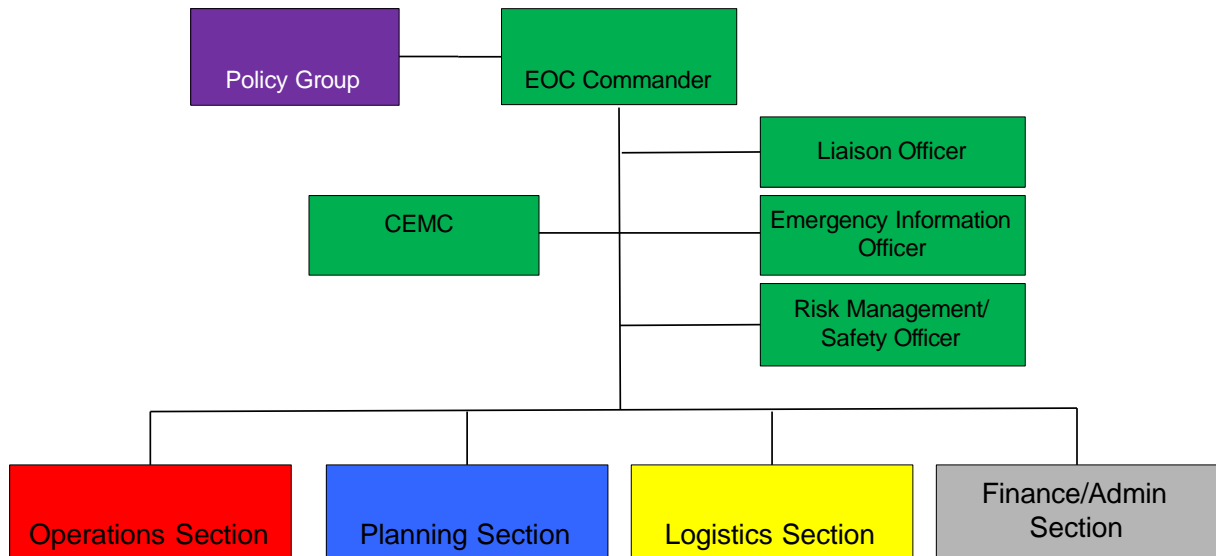 Policy Group
EOC Commander
Liaison Officer
CEMC
Emergency Information
Officer
Risk Management/
Safety Officer
Operations Section
Planning Section
Logistics Section
Finance/Admin
Section